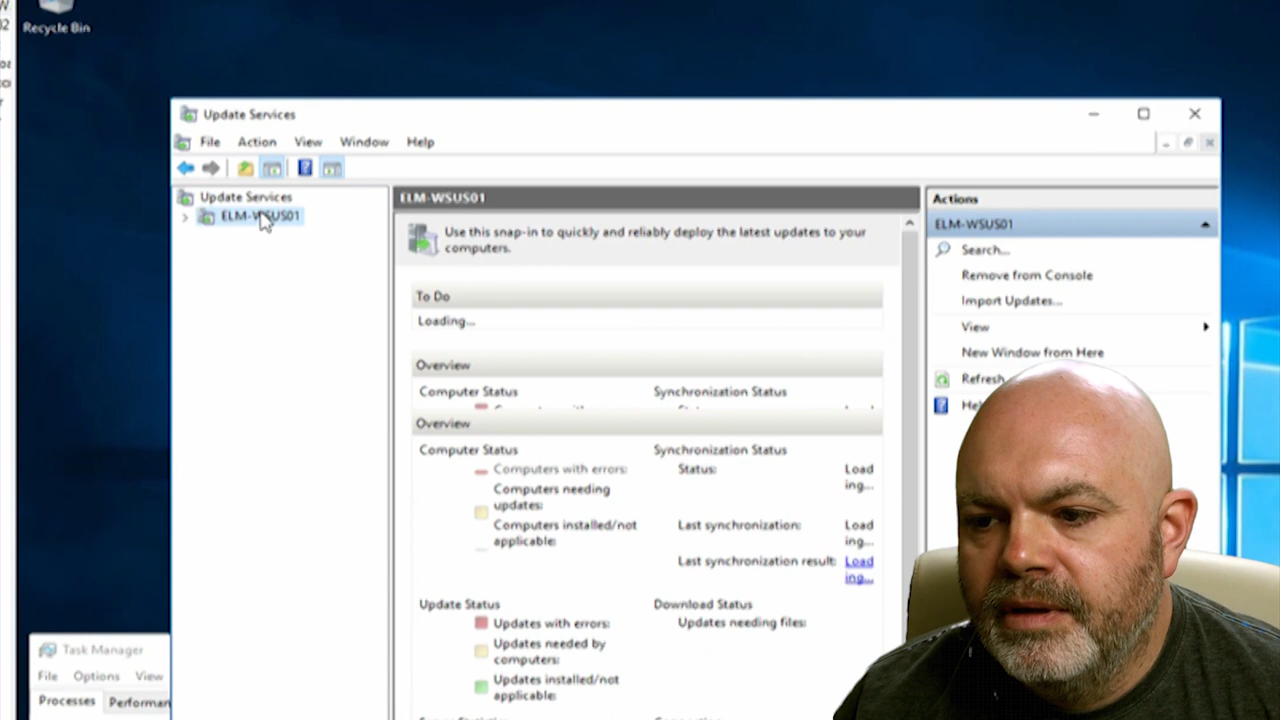 Recycle Bin
Update Services
File Action View Window Help
Update Services
ELM-WSUS01
ELM-WSUS01
Use this snap-in to quickly and reliably deploy the latest updates to your
computers.
To Do
Loading...
Overview
Computer Status
Synchronization Status
Overview
Computer Status
Computers with errors:
Computers needing
updates:
Computers installed/not
applicable:
Synchronization Status
Status:
Load
ing...
Last synchronization:
Load
ing...
Last synchronization result:
Load
ing...
Update Status
Updates with errors:
Updates needed by
computers:
Updates installed/not
applicable:
Download Status
Updates needing files:
Actions
ELM-WSUS01
Search...
Remove from Console
Import Updates...
View
New Window from Here
Refresh
Task Manager
File Options View
Processes